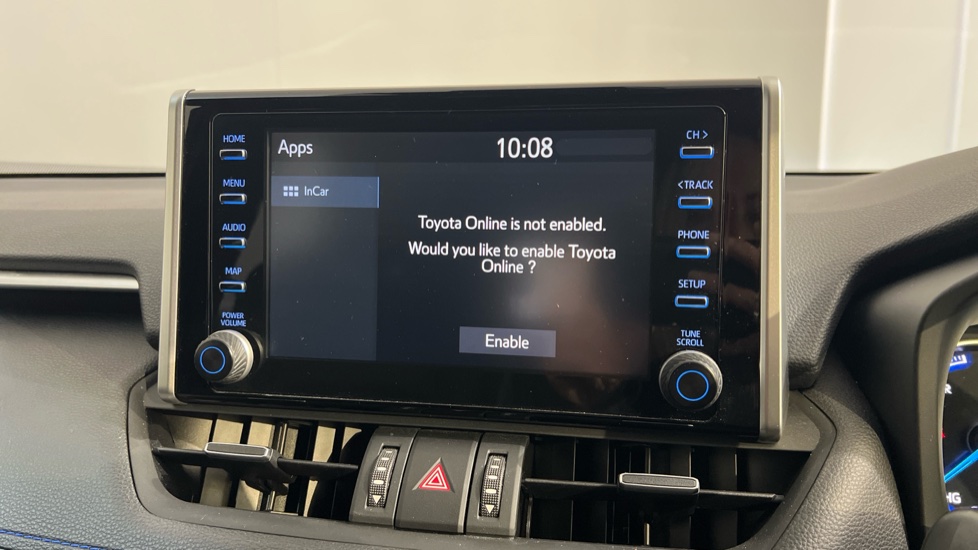 HOME
MENU
AUDIO
MAP
POWER
VOLUME
Apps
10:08
InCar
Toyota Online is not enabled.
Would you like to enable Toyota
Online ?
Enable
CH >
<TRACK
PHONE
SETUP
TUNE
SCROLL
HG